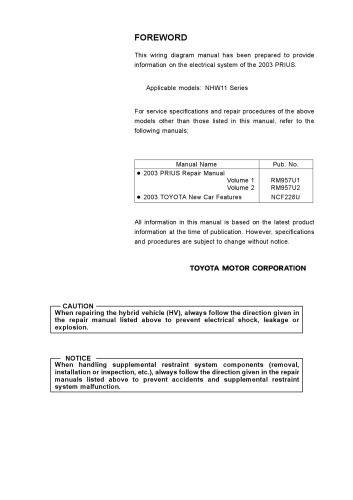 FOREWORD
This wiring diagram manual has been prepared to provide
information on the electrical system of the 2003 PRIUS.
Applicable models: NHW11 Series
For service specifications and repair procedures of the above
models other than those listed in this manual, refer to the
following manuals;
Manual Name Pub. No.
● 2003 PRIUS Repair Manual
Volume 1 RM957U1
Volume 2 RM957U2
● 2003 TOYOTA New Car Features NCF226U
All information in this manual is based on the latest product
information at the time of publication. However, specifications
and procedures are subject to change without notice.
TOYOTA MOTOR CORPORATION
CAUTION
When repairing the hybrid vehicle (HV), always follow the direction given in
the repair manual listed above to prevent electrical shock, leakage or
explosion.
NOTICE
When handling supplemental restraint system components (removal,
installation or inspection, etc.), always follow the direction given in the repair
manuals listed above to prevent accidents and supplemental restraint
system malfunction.